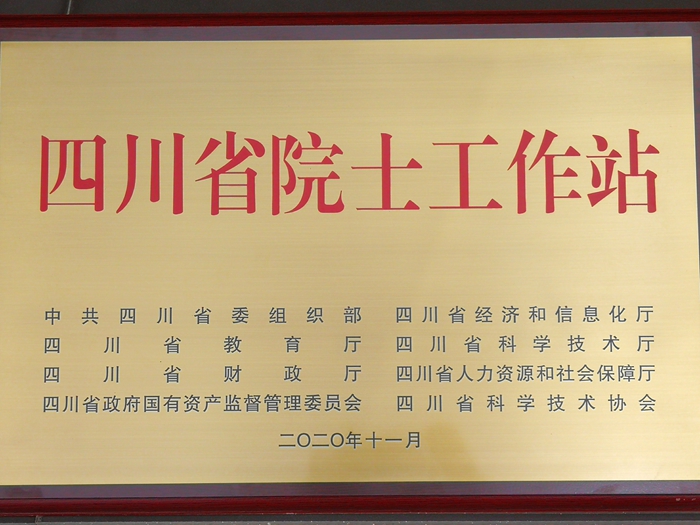 四川省院士工作站
中共四川省委组织部 四川省经济和信息化厅
四川省教育厅 四川省科学技术厅
四川省财政厅 四川省人力资源和社会保障厅
四川省政府国有资产监督管理委员会 四川省科学技术协会
二〇二〇年十一月